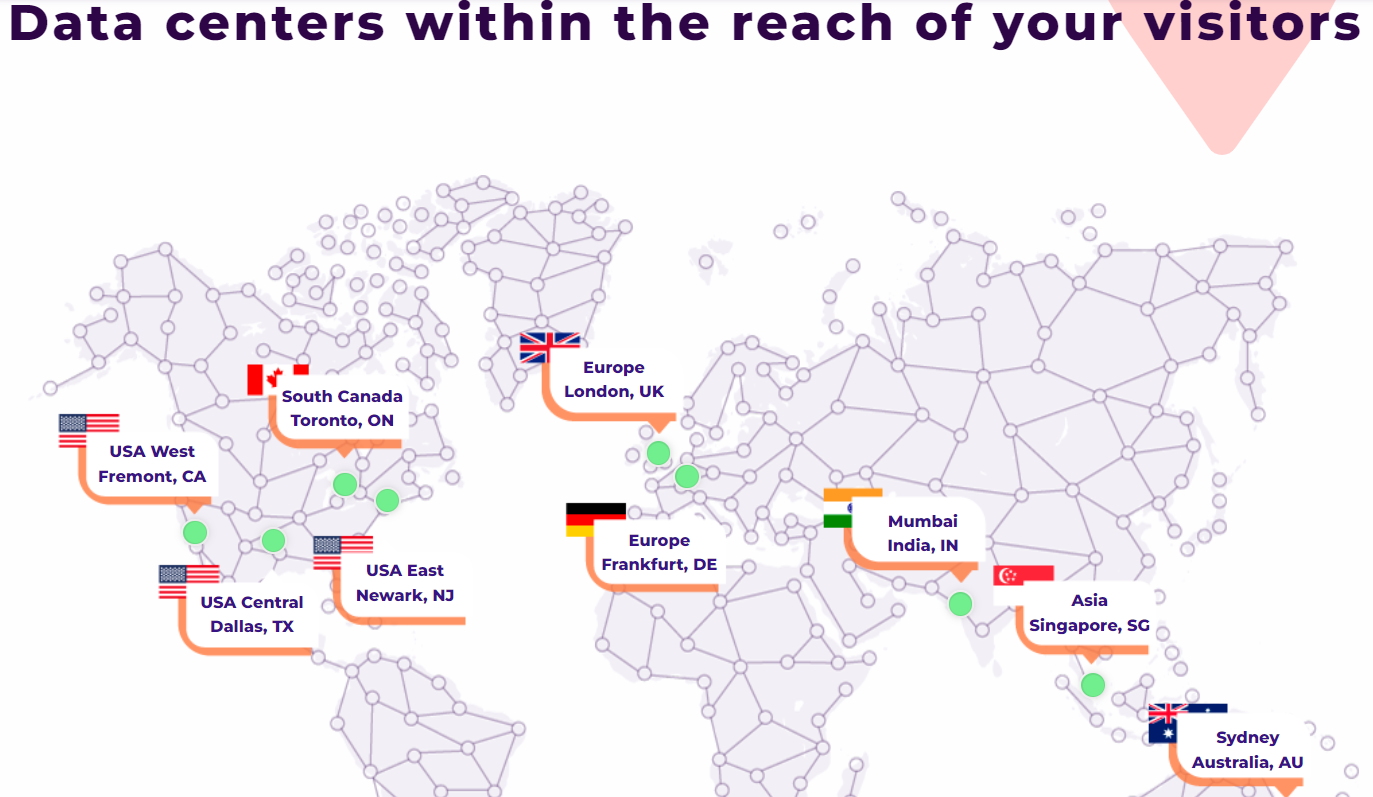 Data centers within the reach of your visitors
Europe
London, UK
South Canada
Toronto, ON
USA West
Fremont, CA
Mumbai
India, IN
Europe
Frankfurt, DE
USA East
Newark, NJ
USA Central
Dallas, TX
Asia
Singapore, SG
Sydney
Australia, AU